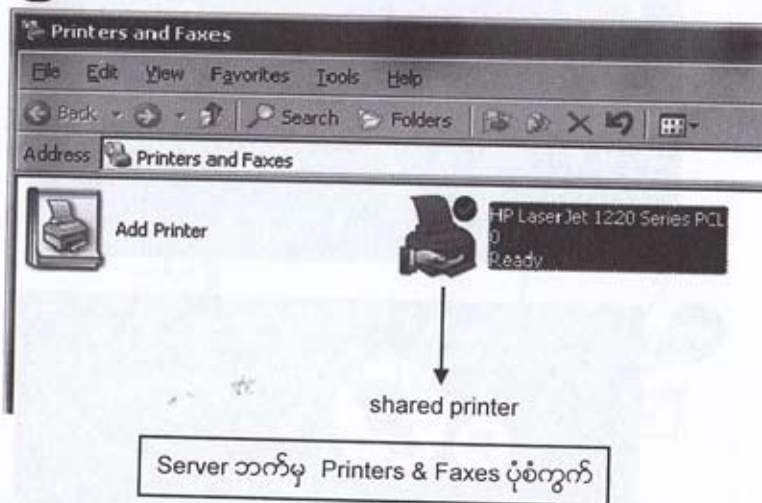 Printers and Faxes
File Edit View Favorites Tools Help
Back Search Folders
Address Printers and Faxes
Add Printer
HP LaserJet 1220 Series PCL
0
Ready
shared printer
Server ဘက်မှ Printers & Faxes ပုံစံကွက်